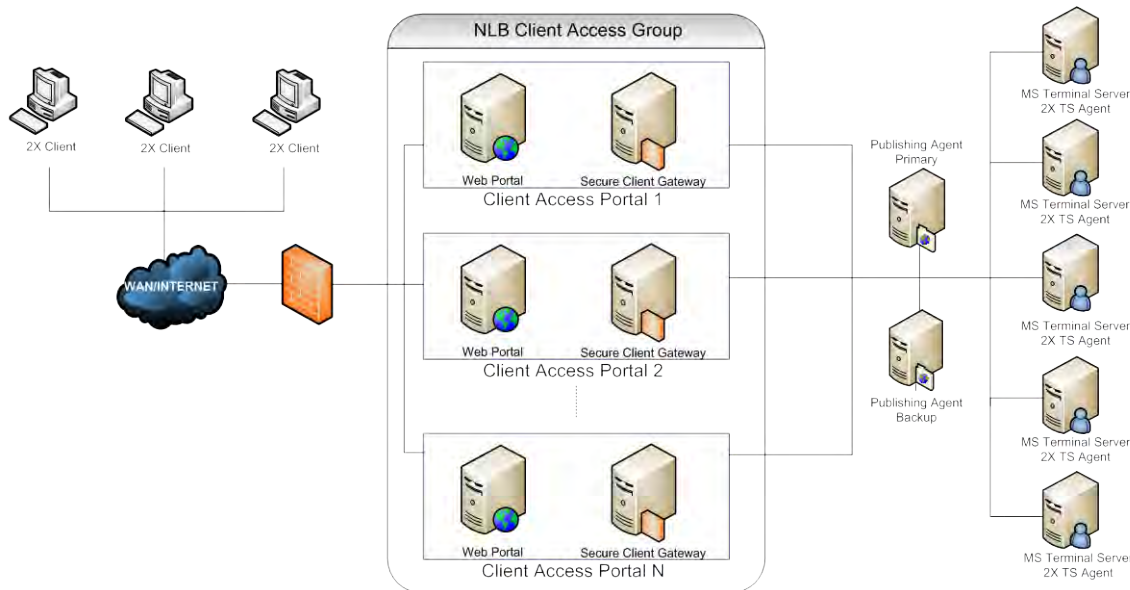 NLB Client Access Group
2X Client
2X Client
2X Client
WAN/INTERNET
Web Portal
Secure Client Gateway
Client Access Portal 1
Web Portal
Secure Client Gateway
Client Access Portal 2
Web Portal
Secure Client Gateway
Client Access Portal N
Publishing Agent
Primary
Publishing Agent
Backup
MS Terminal Server
2X TS Agent
MS Terminal Server
2X TS Agent
MS Terminal Server
2X TS Agent
MS Terminal Server
2X TS Agent
MS Terminal Server
2X TS Agent